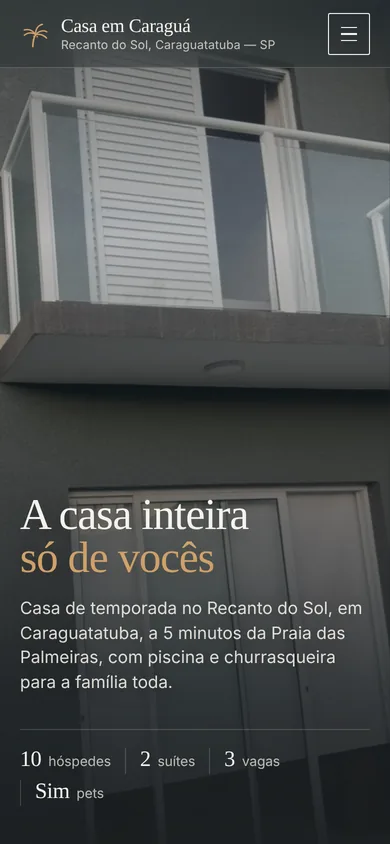 Casa em Caraguá
Recanto do Sol, Caraguatatuba — SP
A casa inteira
só de vocês
Casa de temporada no Recanto do Sol, em
Caraguatatuba, a 5 minutos da Praia das
Palmeiras, com piscina e churrasqueira
para a família toda.
10 hóspedes 2 suítes 3 vagas
Sim pets